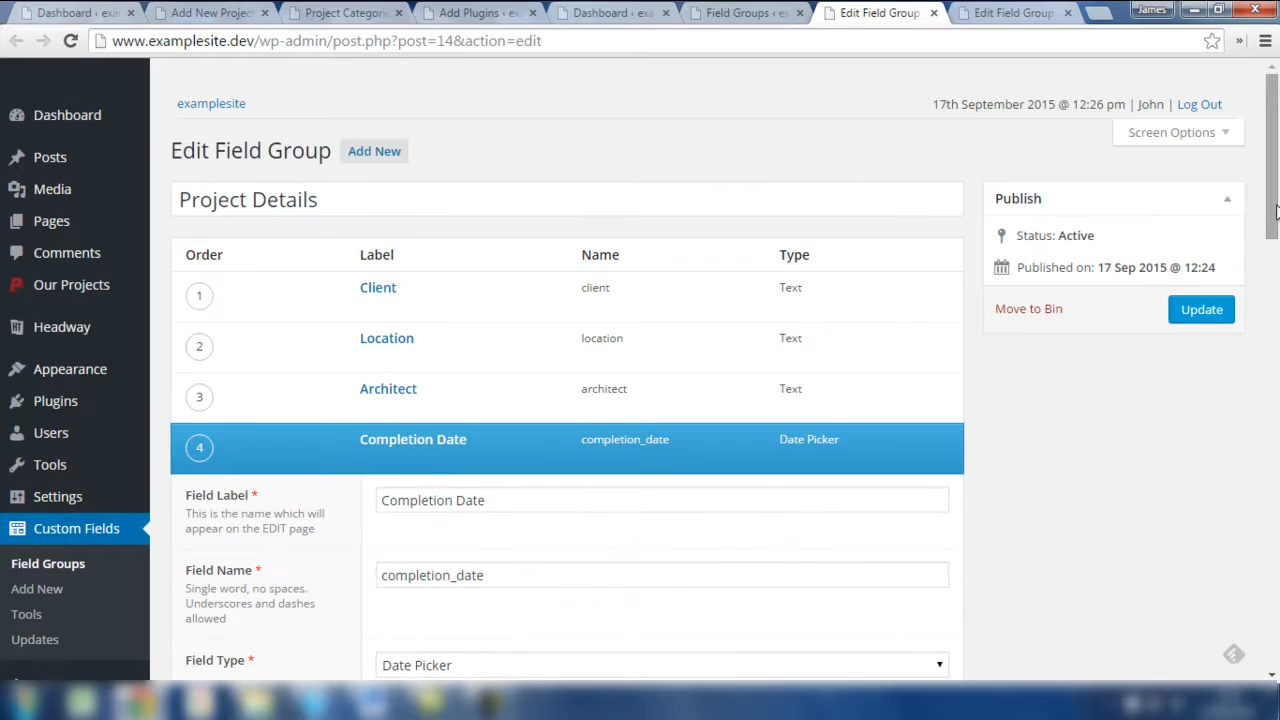 Dashboard ‹ exa
Add New Project
Project Categorie
Add Plugins ‹ exa
Dashboard ‹ exa
Field Groups ‹ exa
Edit Field Group
Edit Field Group
James
www.examplesite.dev/wp-admin/post.php?post=14&action=edit
»
examplesite
17th September 2015 @ 12:26 pm | John | Log Out
Screen Options
Edit Field Group
Add New
Project Details
Order Label Name Type
1 Client client Text
2 Location location Text
3 Architect architect Text
4 Completion Date completion_date Date Picker
Field Label *
This is the name which will
appear on the EDIT page
Completion Date
Field Name *
Single word, no spaces.
Underscores and dashes
allowed
completion_date
Field Type *
Date Picker
Publish
Status: Active
Published on: 17 Sep 2015 @ 12:24
Move to Bin
Update
Dashboard
Posts
Media
Pages
Comments
Our Projects
Headway
Appearance
Plugins
Users
Tools
Settings
Custom Fields
Field Groups
Add New
Tools
Updates